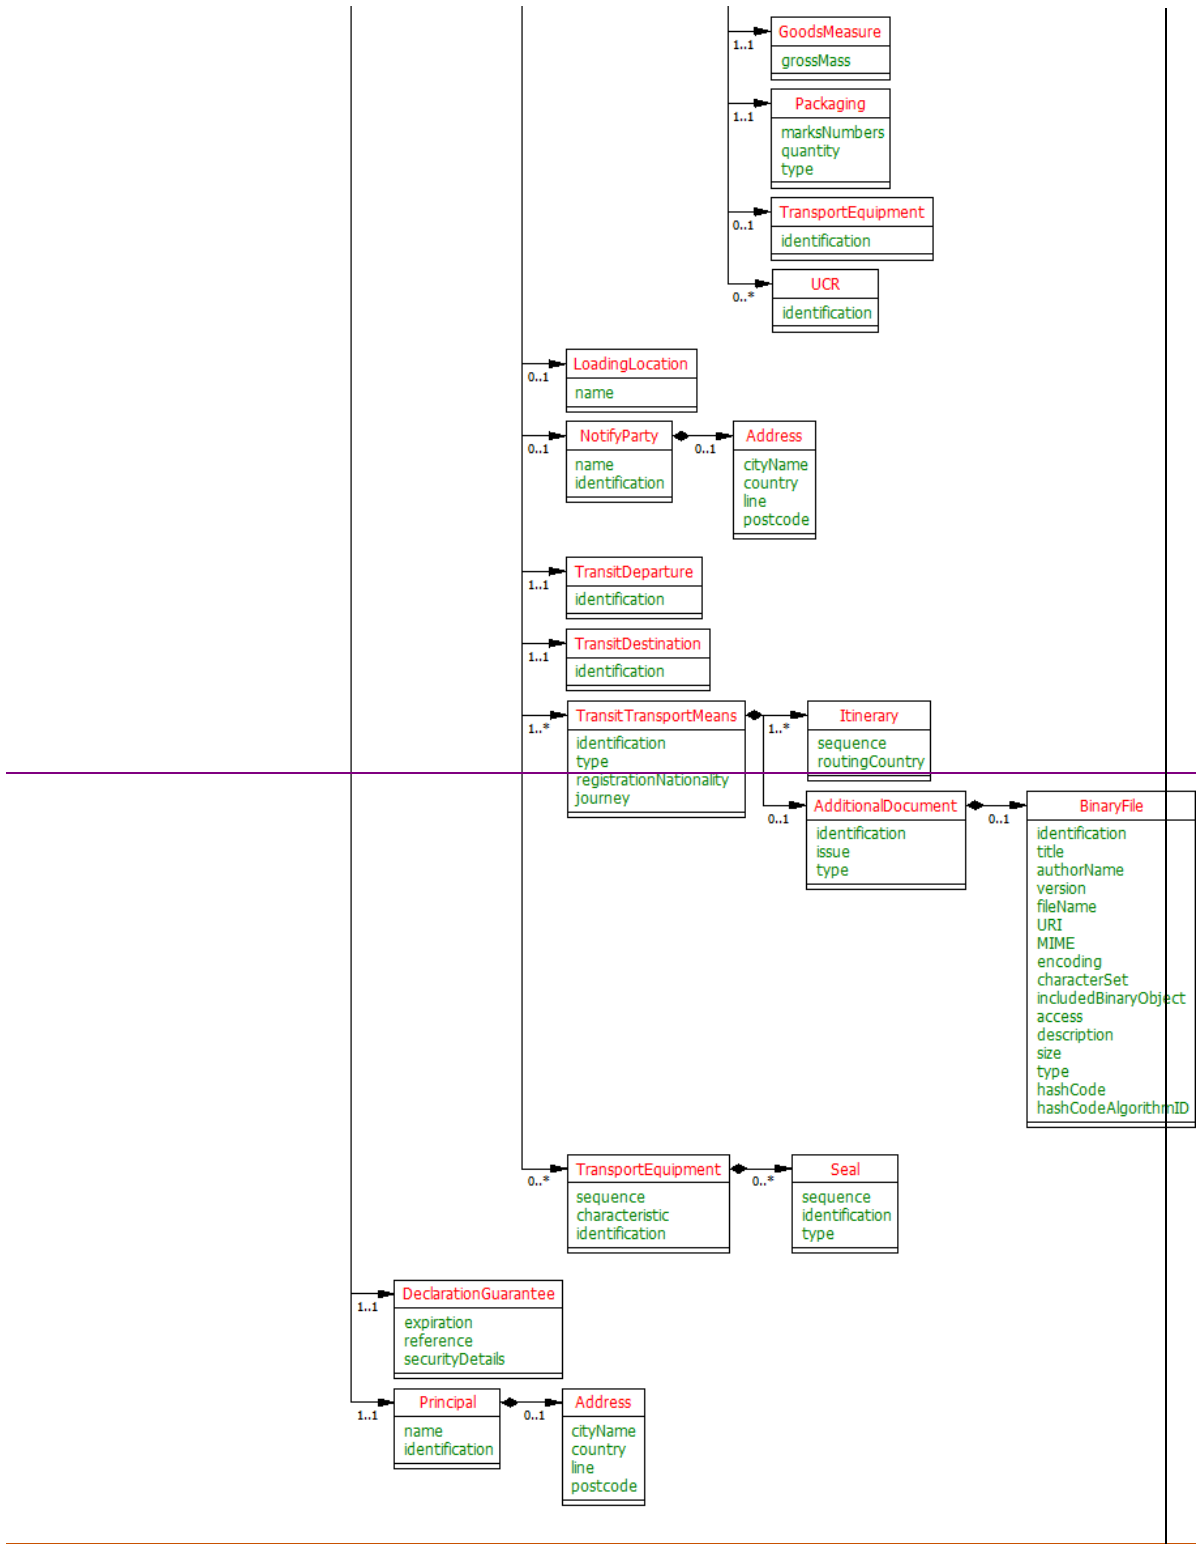 GoodsMeasure
1..1
grossMass
Packaging
1..1
marksNumbers
quantity
type
TransportEquipment
0..1
identification
UCR
0..*
identification
LoadingLocation
0..1
name
NotifyParty
0..1
name
identification
Address
0..1
cityName
country
line
postcode
TransitDeparture
1..1
identification
TransitDestination
1..1
identification
TransitTransportMeans
1..*
identification
type
registrationNationality
journey
Itinerary
1..*
sequence
routingCountry
AdditionalDocument
0..1
identification
issue
type
BinaryFile
0..1
identification
title
authorName
version
fileName
URI
MIME
encoding
characterSet
includedBinaryObject
access
description
size
type
hashCode
hashCodeAlgorithmID
TransportEquipment
0..*
sequence
characteristic
identification
Seal
0..*
sequence
identification
type
DeclarationGuarantee
1..1
expiration
reference
securityDetails
Principal
1..1
name
identification
Address
0..1
cityName
country
line
postcode